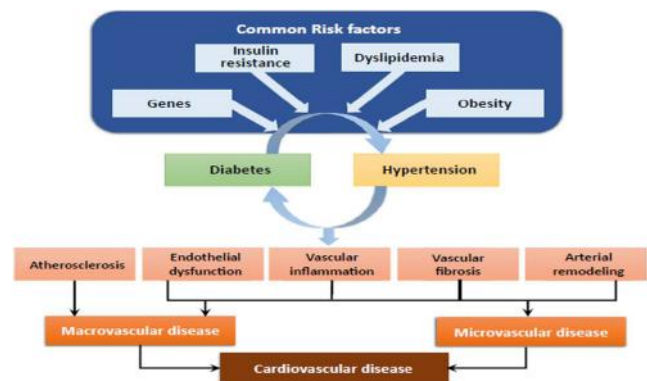 Common Risk factors
Insulin
resistance
Dyslipidemia
Genes
Obesity
Diabetes
Hypertension
Atherosclerosis
Endothelial
dysfunction
Vascular
inflammation
Vascular
fibrosis
Arterial
remodeling
Macrovascular disease
Microvascular disease
Cardiovascular disease